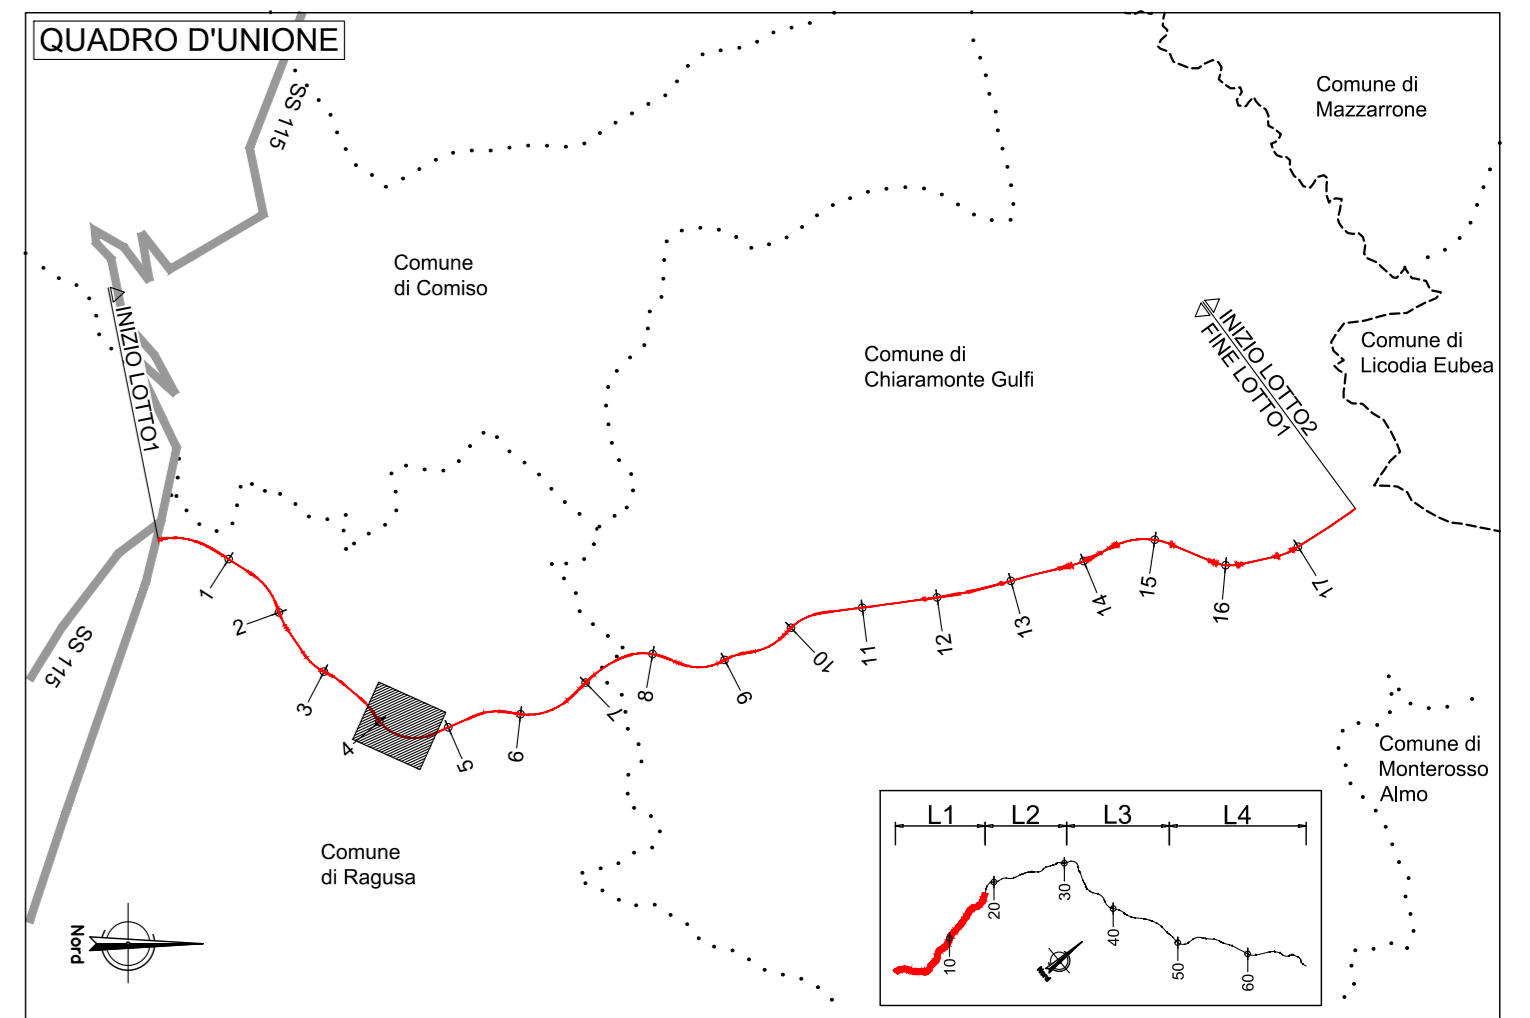 QUADRO D'UNIONE
SS 115
Comune di
Mazzarrone
Comune
di Comiso
INIZIO LOTTO1
Comune di
Chiaramonte Gulfi
INIZIO LOTTO2
FINE LOTTO1
Comune di
Licodia Eubea
1
2
3
4
5
6
7
8
9
10
11
12
13
14
15
16
17
SS 115
Comune di
Monterosso
Almo
Comune
di Ragusa
Nord
L1
L2
L3
L4
10
20
30
40
50
60
Nord